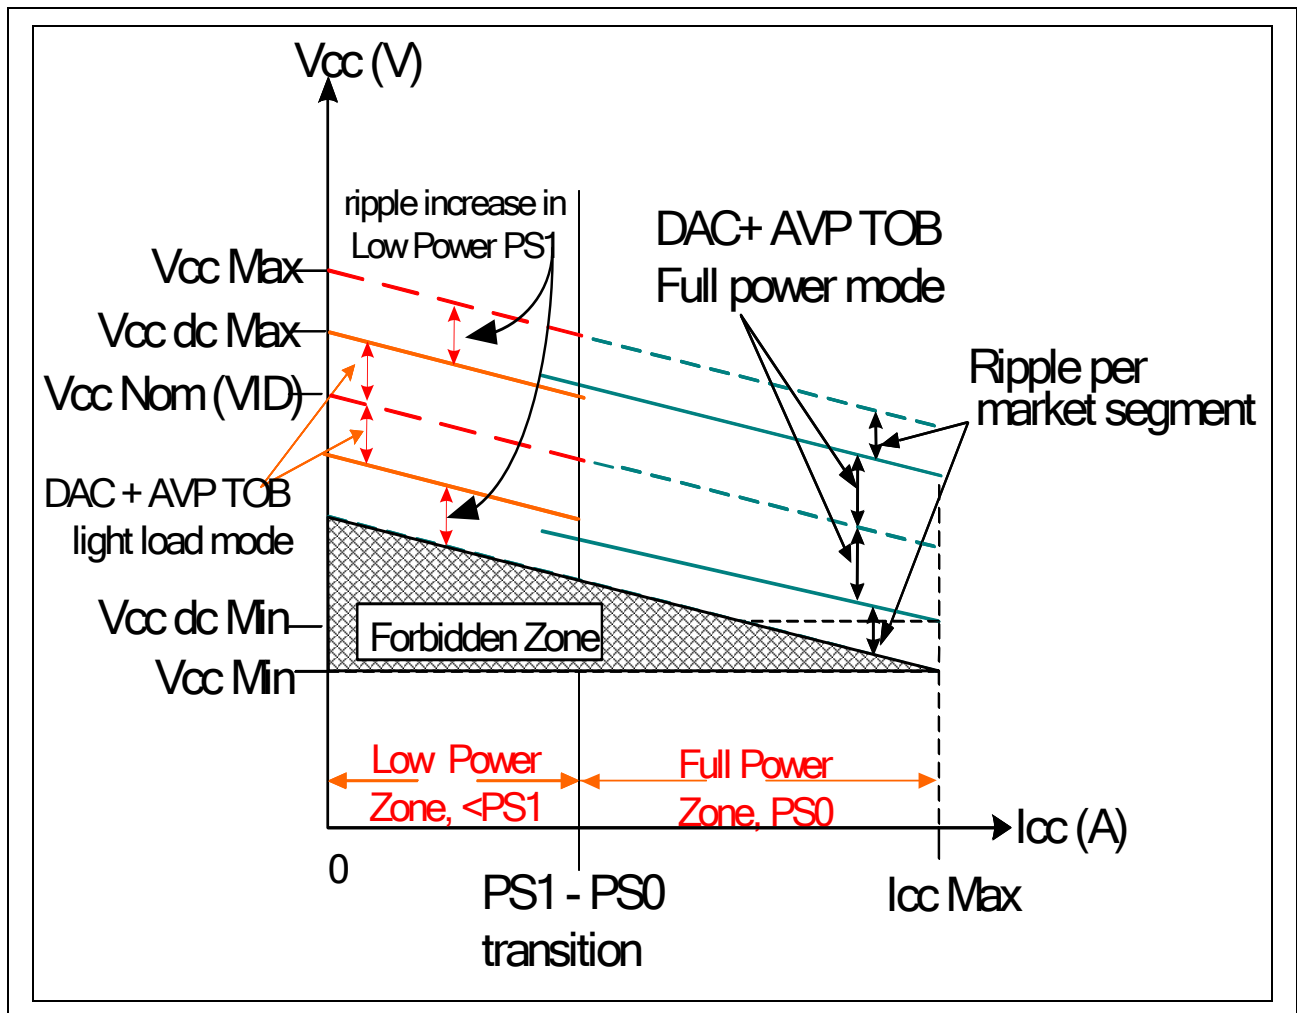 Vcc (V)
ripple increase in
Low Power PS1
DAC+ AVP TOB
Full power mode
Vcc Max
Vcc dc Max
Vcc Nom (VID)
Ripple per
market segment
DAC + AVP TOB
light load mode
Vcc dc Min
Forbidden Zone
Vcc Min
Low Power
Zone, <PS1
Full Power
Zone, PS0
Icc (A)
0
PS1 - PS0
transition
Icc Max